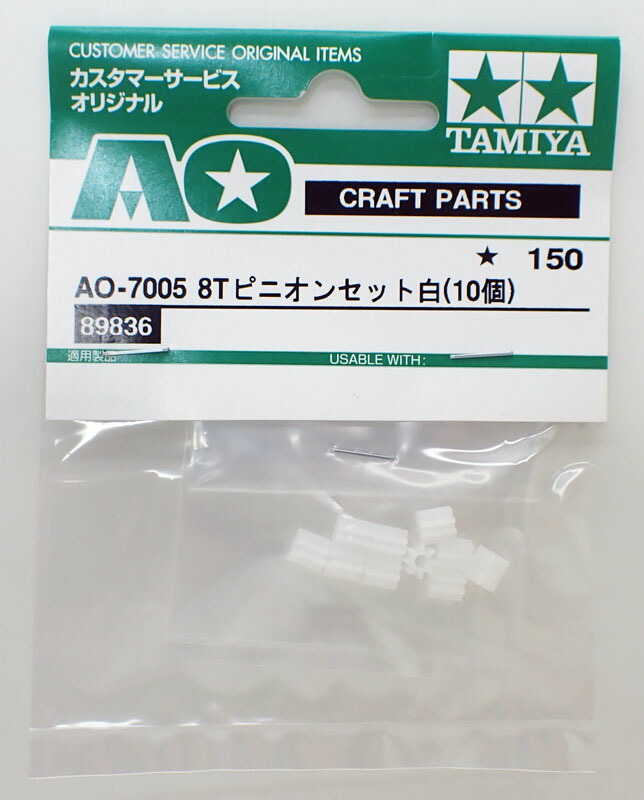 CUSTOMER SERVICE ORIGINAL ITEMS
カスタマーサービス
オリジナル
TAMIYA
AO
CRAFT PARTS
★ 150
AO-7005 8Tピニオンセット白(10個)
89836
適用製品
USABLE WITH: